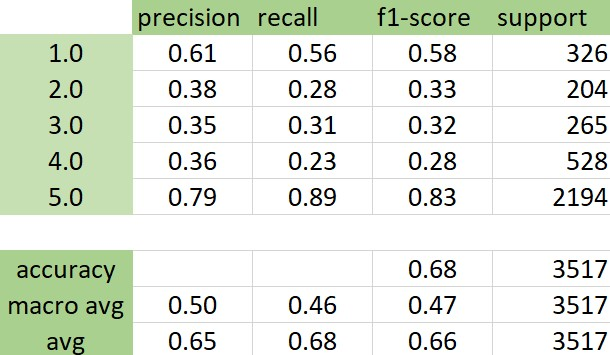 precision recall f1-score support
1.0 0.61 0.56 0.58 326
2.0 0.38 0.28 0.33 204
3.0 0.35 0.31 0.32 265
4.0 0.36 0.23 0.28 528
5.0 0.79 0.89 0.83 2194
accuracy 0.68 3517
macro avg 0.50 0.46 0.47 3517
avg 0.65 0.68 0.66 3517